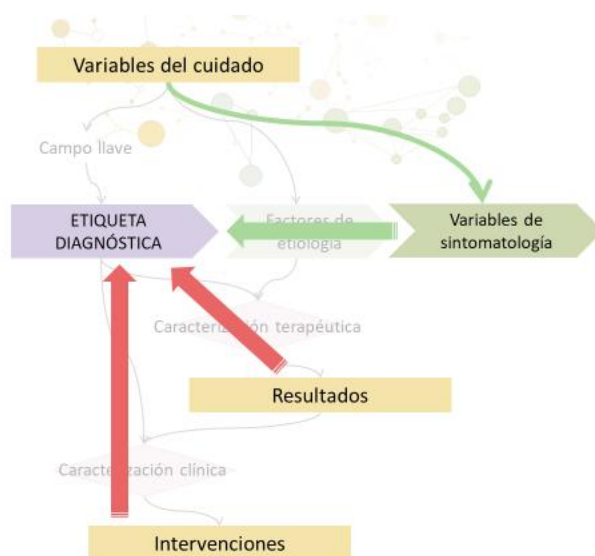 Variables del cuidado
Campo llave
ETIQUETA
DIAGNÓSTICA
Factores de
etiología
Variables de
sintomatología
Caracterización terapéutica
Resultados
Caracterización clínica
Intervenciones